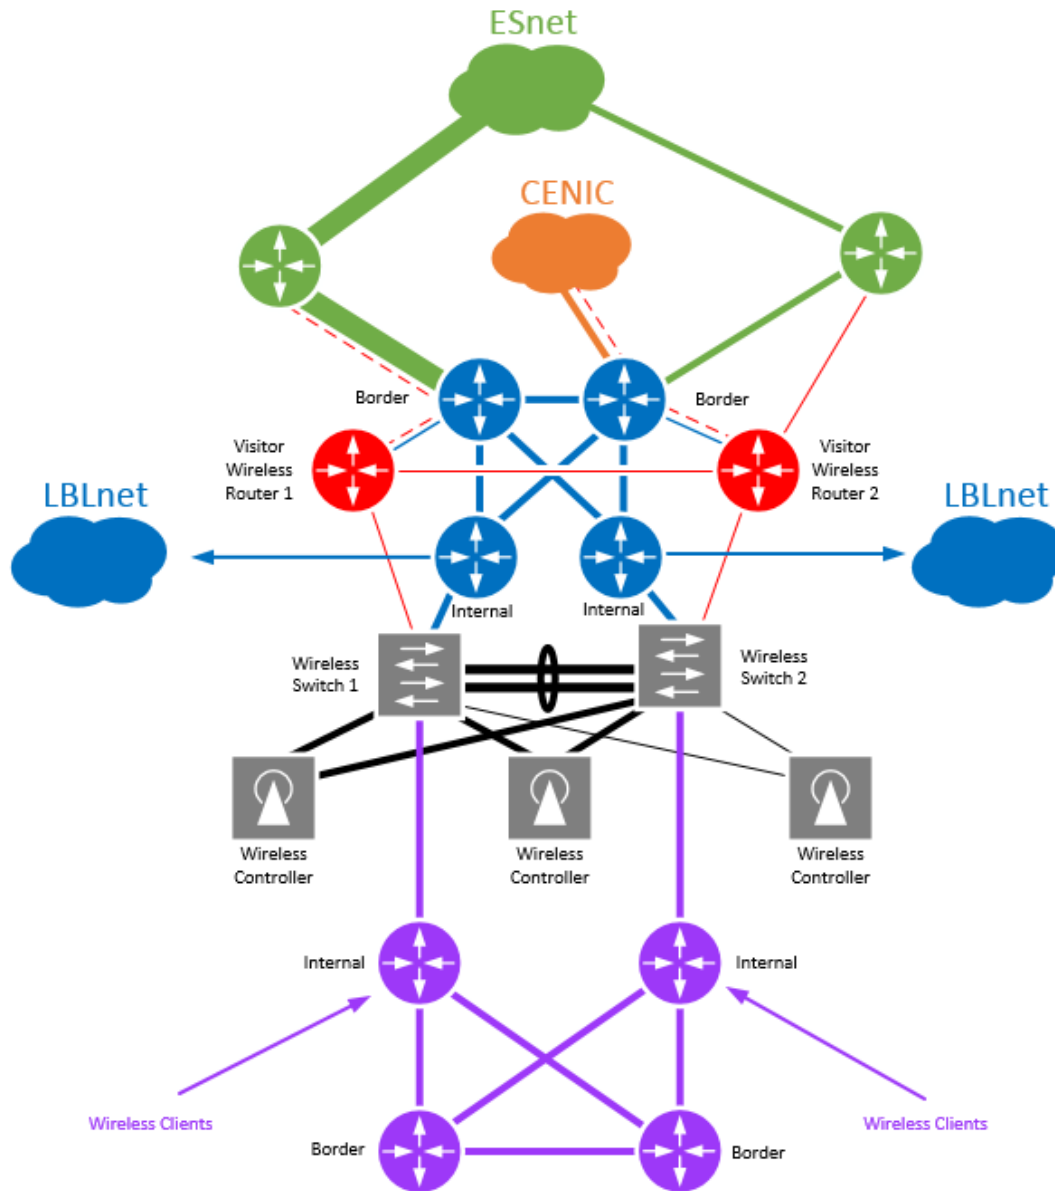 ESnet
CENIC
Border
Border
Visitor
Wireless
Router 1
Visitor
Wireless
Router 2
LBLnet
LBLnet
Internal
Internal
Wireless
Switch 1
Wireless
Switch 2
Wireless
Controller
Wireless
Controller
Wireless
Controller
Internal
Internal
Wireless Clients
Wireless Clients
Border
Border